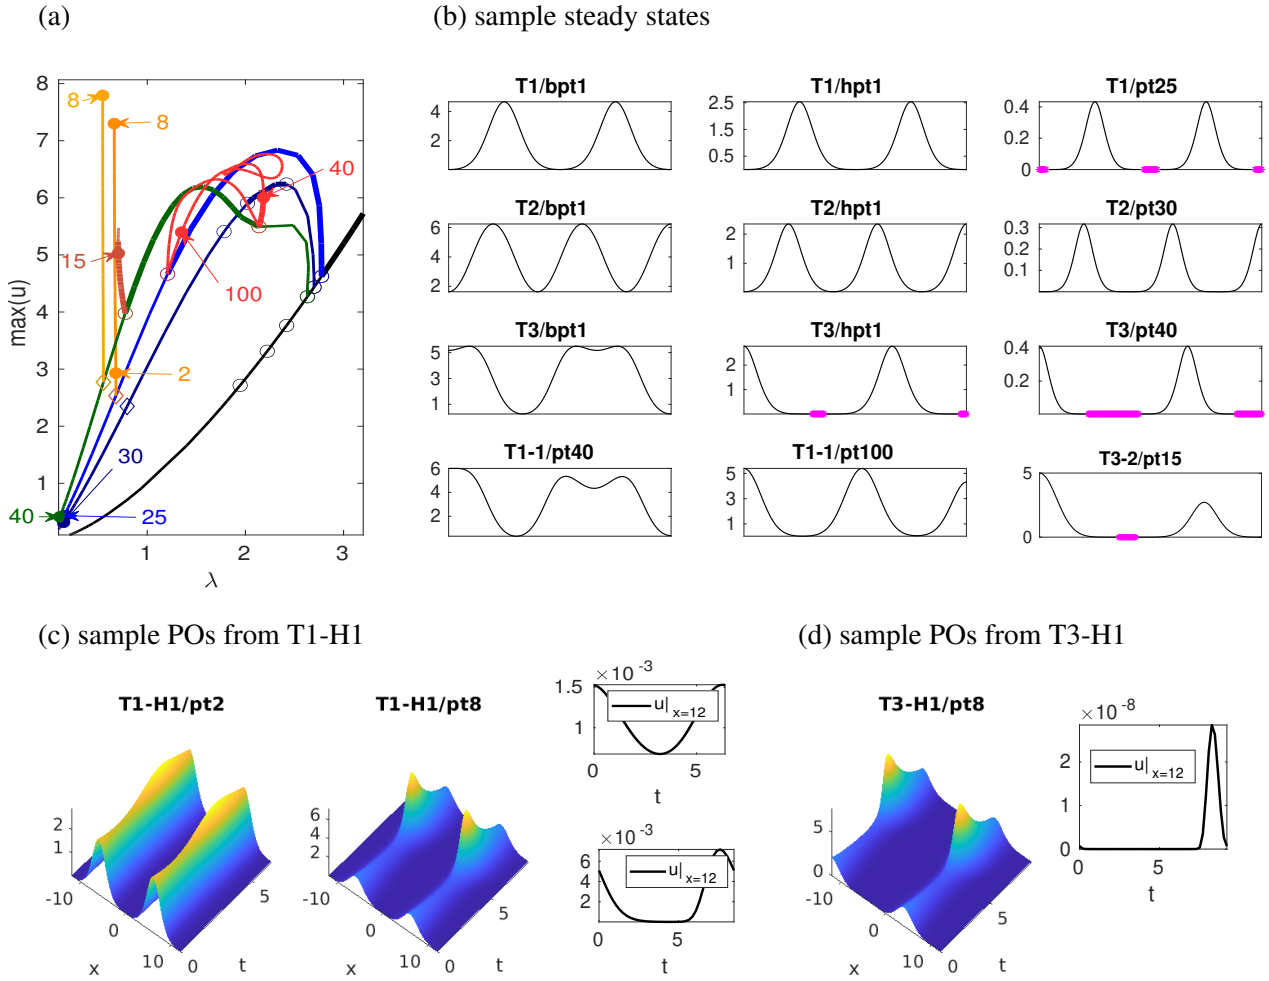 (a)
8
7
6
5
4
3
2
1
max(u)
1
2
3
λ
8
8
40
15
100
2
30
40
25
(b) sample steady states
T1/bpt1
4
2
T1/hpt1
2.5
1.5
0.5
T1/pt25
0.4
0.2
0
T2/bpt1
6
4
2
T2/hpt1
2
1
T2/pt30
0.3
0.2
0.1
T3/bpt1
5
3
1
T3/hpt1
2
1
T3/pt40
0.4
0.2
T1-1/pt40
6
4
2
T1-1/pt100
5
3
1
T3-2/pt15
5
0
(c) sample POs from T1-H1
T1-H1/pt2
2
1
-10
0
10
x
0
5
t
T1-H1/pt8
6
4
2
-10
0
10
x
0
5
t
×10 -3
1.5
1
u| x=12
0
5
t
×10 -3
6
4
2
u| x=12
0
5
t
(d) sample POs from T3-H1
T3-H1/pt8
5
0
-10
0
10
x
0
5
t
×10 -8
2
1
0
u| x=12
5
t